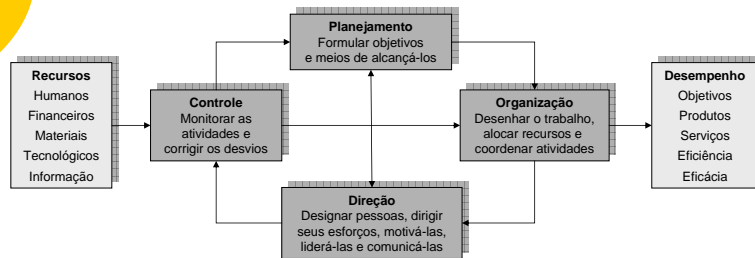 Planejamento
Formular objetivos
e meios de alcançá-los
Recursos
Humanos
Financeiros
Materiais
Tecnológicos
Informação
Controle
Monitorar as
atividades e
corrigir os desvios
Organização
Desenhar o trabalho,
alocar recursos e
coordenar atividades
Desempenho
Objetivos
Produtos
Serviços
Eficiência
Eficácia
Direção
Designar pessoas, dirigir
seus esforços, motivá-las,
liderá-las e comunicá-las